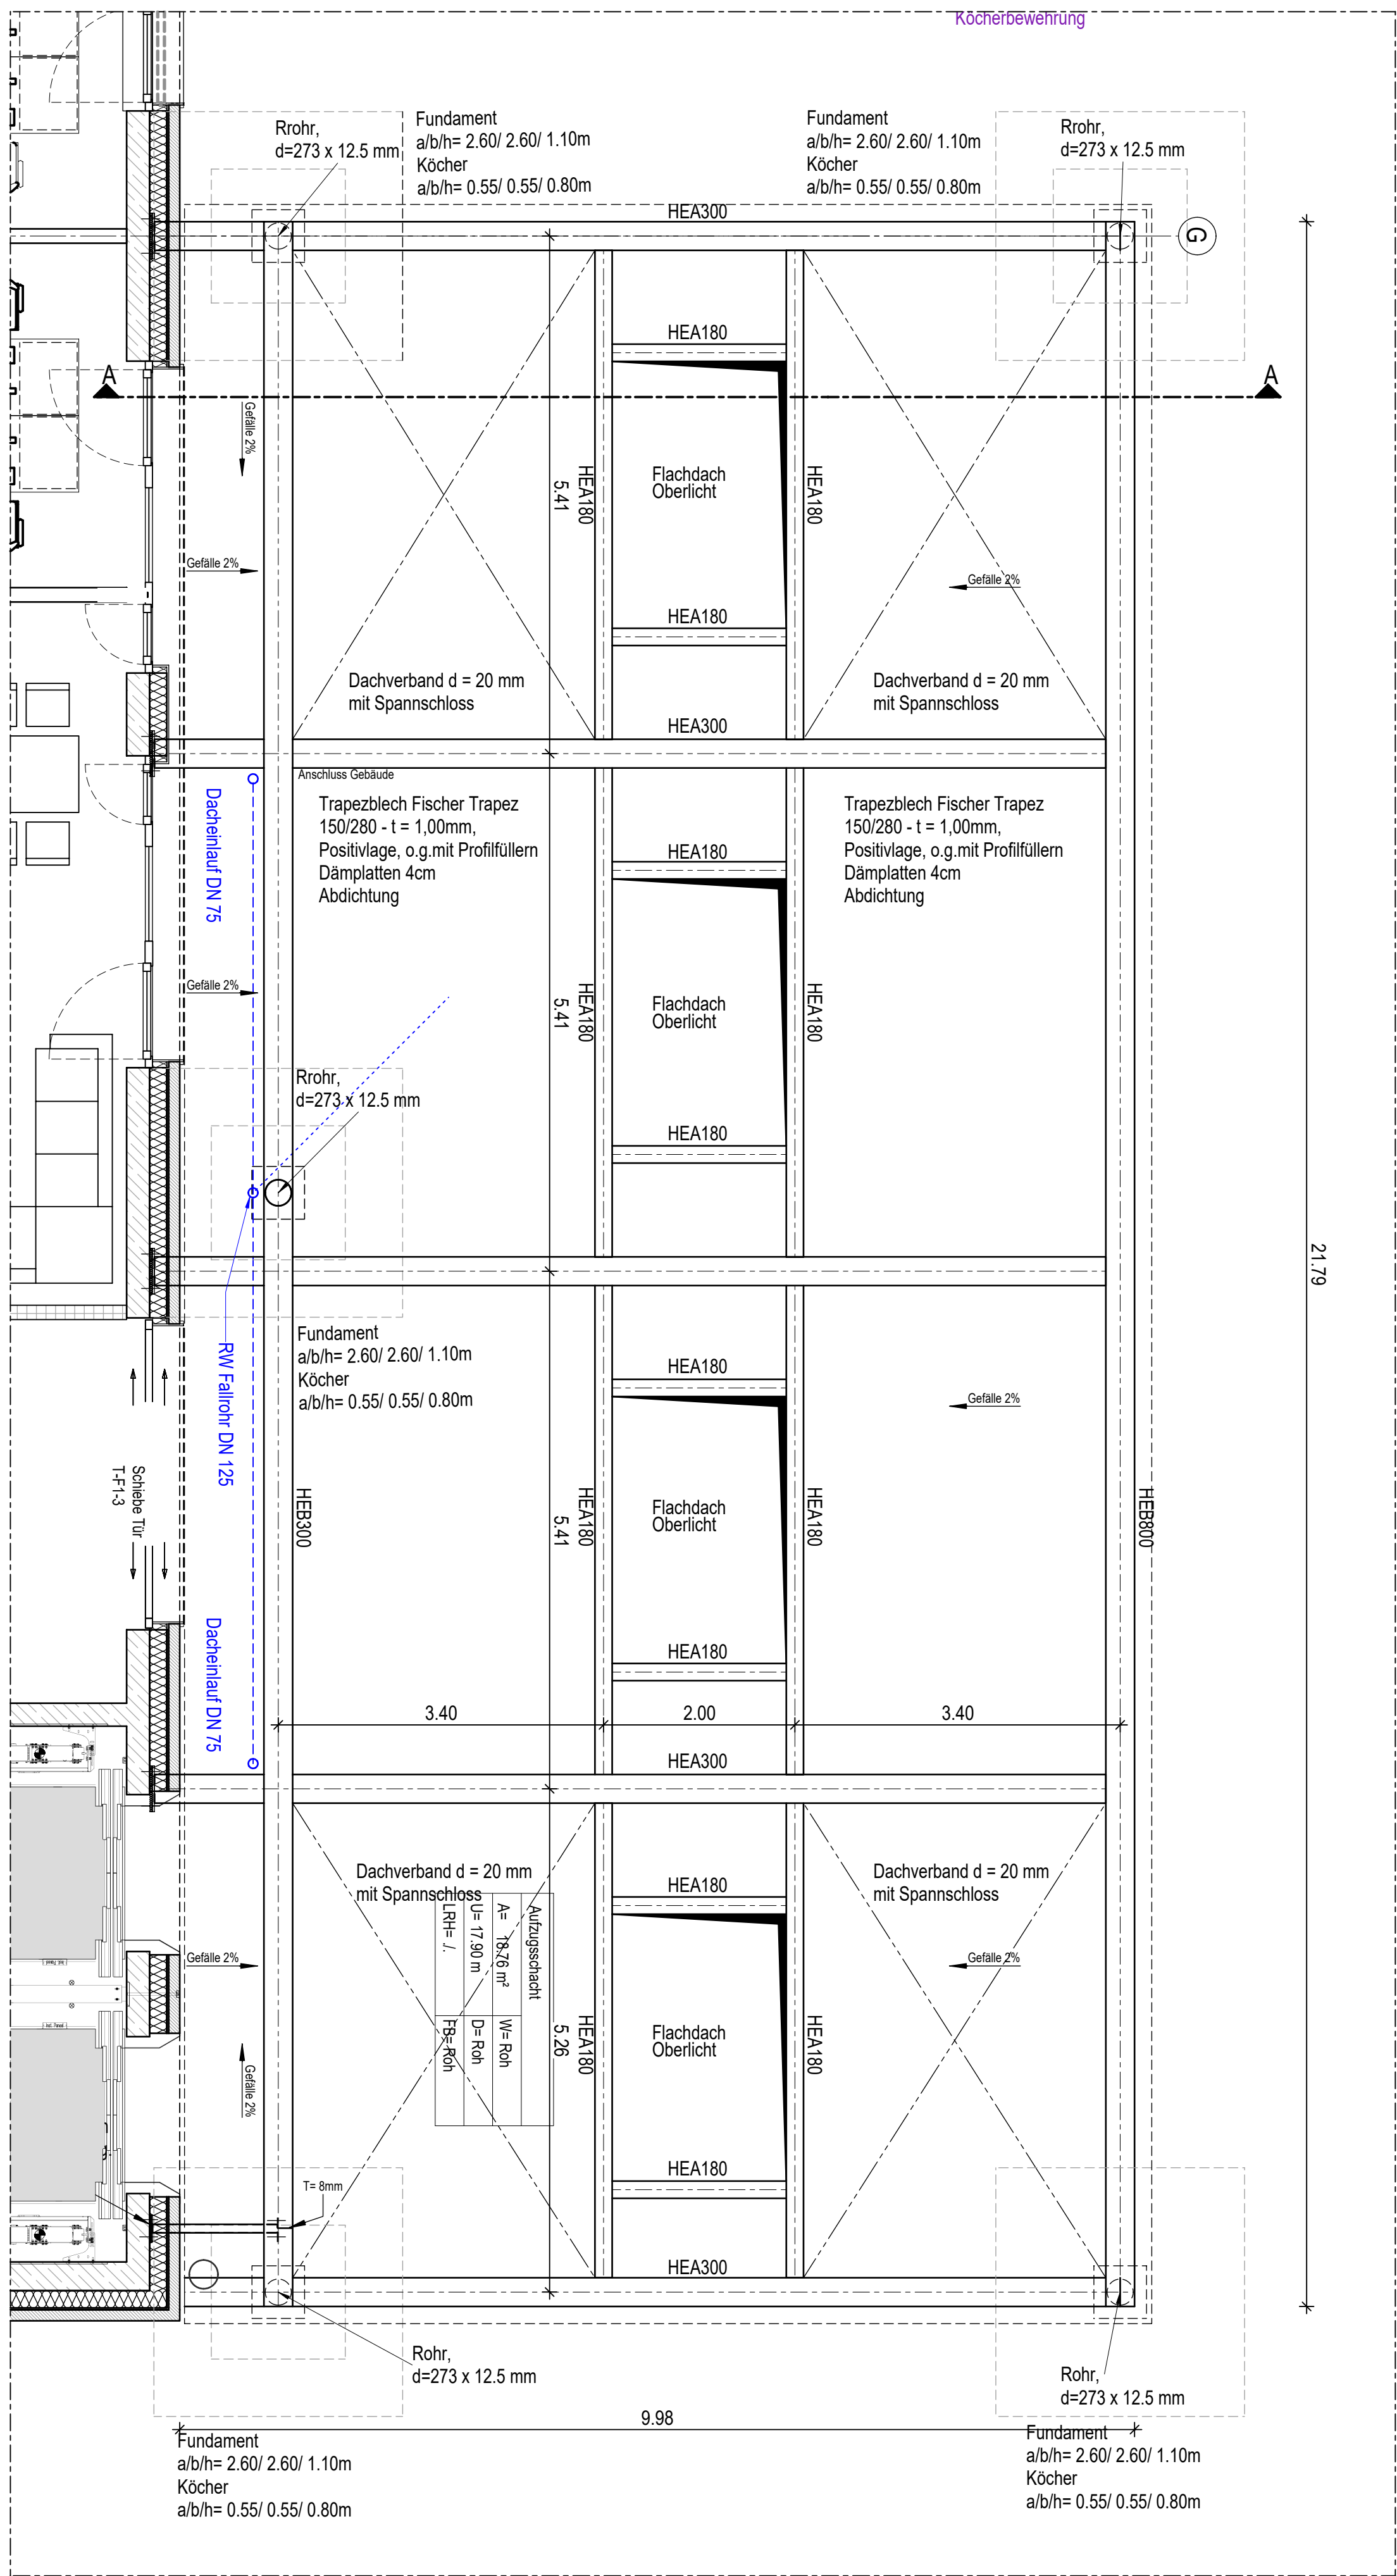 Köcherbewehrung
Rrohr,
d=273 x 12.5 mm
Fundament
a/b/h= 2.60/ 2.60/ 1.10m
Köcher
a/b/h= 0.55/ 0.55/ 0.80m
Fundament
a/b/h= 2.60/ 2.60/ 1.10m
Köcher
a/b/h= 0.55/ 0.55/ 0.80m
Rrohr,
d=273 x 12.5 mm
HEA300
G
HEA180
A
A
Gefälle 2%
HEA180
5.41
Flachdach
Oberlicht
HEA180
Gefälle 2%
Gefälle 2%
HEA180
Dachverband d = 20 mm
mit Spannschloss
Dachverband d = 20 mm
mit Spannschloss
HEA300
Anschluss Gebäude
Dacheinlauf DN 75
Trapezblech Fischer Trapez
150/280 - t = 1,00mm,
Positivlage, o.g.mit Profilfüllern
Dämplatten 4cm
Abdichtung
Trapezblech Fischer Trapez
150/280 - t = 1,00mm,
Positivlage, o.g.mit Profilfüllern
Dämplatten 4cm
Abdichtung
HEA180
Gefälle 2%
HEA180
5.41
Flachdach
Oberlicht
HEA180
Rrohr,
d=273 x 12.5 mm
HEA180
21.79
Fundament
a/b/h= 2.60/ 2.60/ 1.10m
Köcher
a/b/h= 0.55/ 0.55/ 0.80m
RW Fallrohr DN 125
HEA180
Gefälle 2%
Schiebe Tür
T-F1-3
HEB300
HEA180
5.41
Flachdach
Oberlicht
HEA180
HEB800
Dacheinlauf DN 75
HEA180
3.40
2.00
3.40
HEA300
Dachverband d = 20 mm
mit Spannschloss
Dachverband d = 20 mm
mit Spannschloss
HEA180
Aufzugsschacht
A= 18.76 m²
W= Roh
U= 17.90 m
D= Roh
LRH= ./.
FB= Roh
Gefälle 2%
Gefälle 2%
HEA180
5.26
Flachdach
Oberlicht
HEA180
Gefälle 2%
HEA180
T= 8mm
HEA300
Rohr,
d=273 x 12.5 mm
Rohr,
d=273 x 12.5 mm
9.98
Fundament
a/b/h= 2.60/ 2.60/ 1.10m
Köcher
a/b/h= 0.55/ 0.55/ 0.80m
Fundament
a/b/h= 2.60/ 2.60/ 1.10m
Köcher
a/b/h= 0.55/ 0.55/ 0.80m